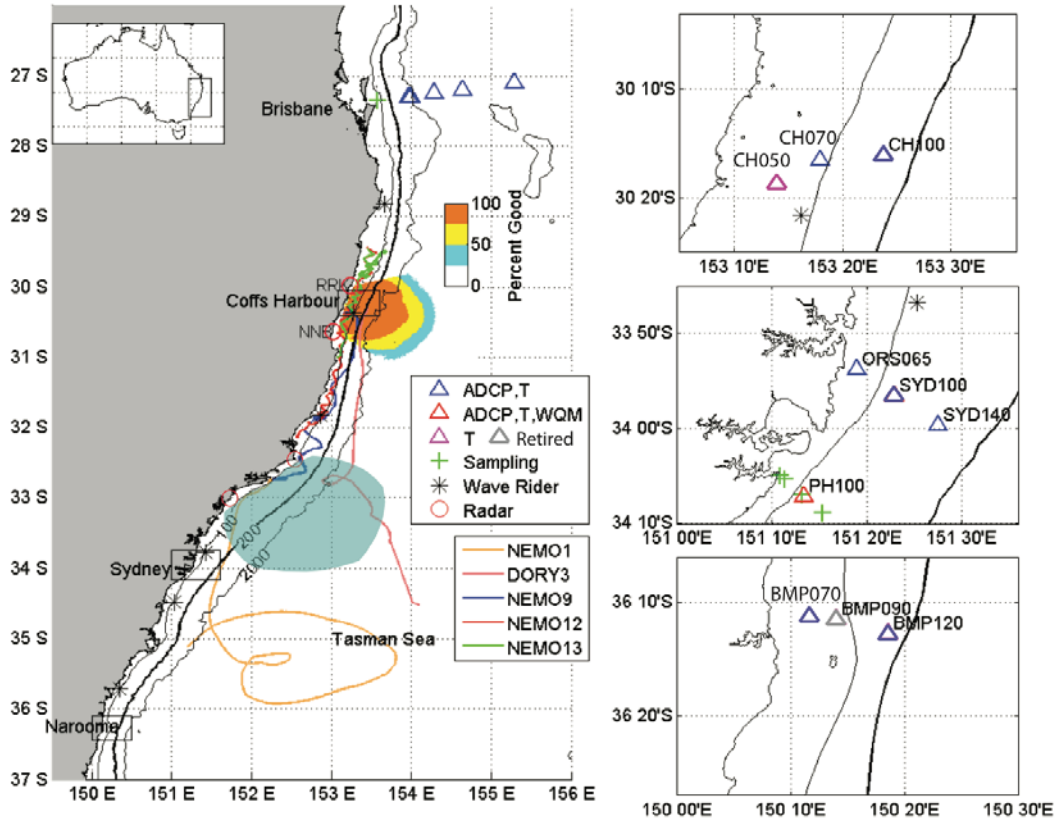 27 S
28 S
29 S
30 S
31 S
32 S
33 S
34 S
35 S
36 S
37 S
150 E
151 E
152 E
153 E
154 E
155 E
156 E
Brisbane
Coffs Harbour
NNB
Sydney
Narooma
Tasman Sea
100
200
2000
100
50
0
Percent Good
ADCP,T
ADCP,T,WQM
T Retired
Sampling
Wave Rider
Radar
NEMO1
DORY3
NEMO9
NEMO12
NEMO13
30 10'S
30 20'S
CH070
CH100
CH050
153 10'E
153 20'E
153 30'E
33 50'S
34 00'S
34 10'S
ORS065
SYD100
SYD140
PH100
151 00'E
151 10'E
151 20'E
151 30'E
36 10'S
36 20'S
BMP070
BMP090
BMP120
150 00'E
150 10'E
150 20'E
150 30'E